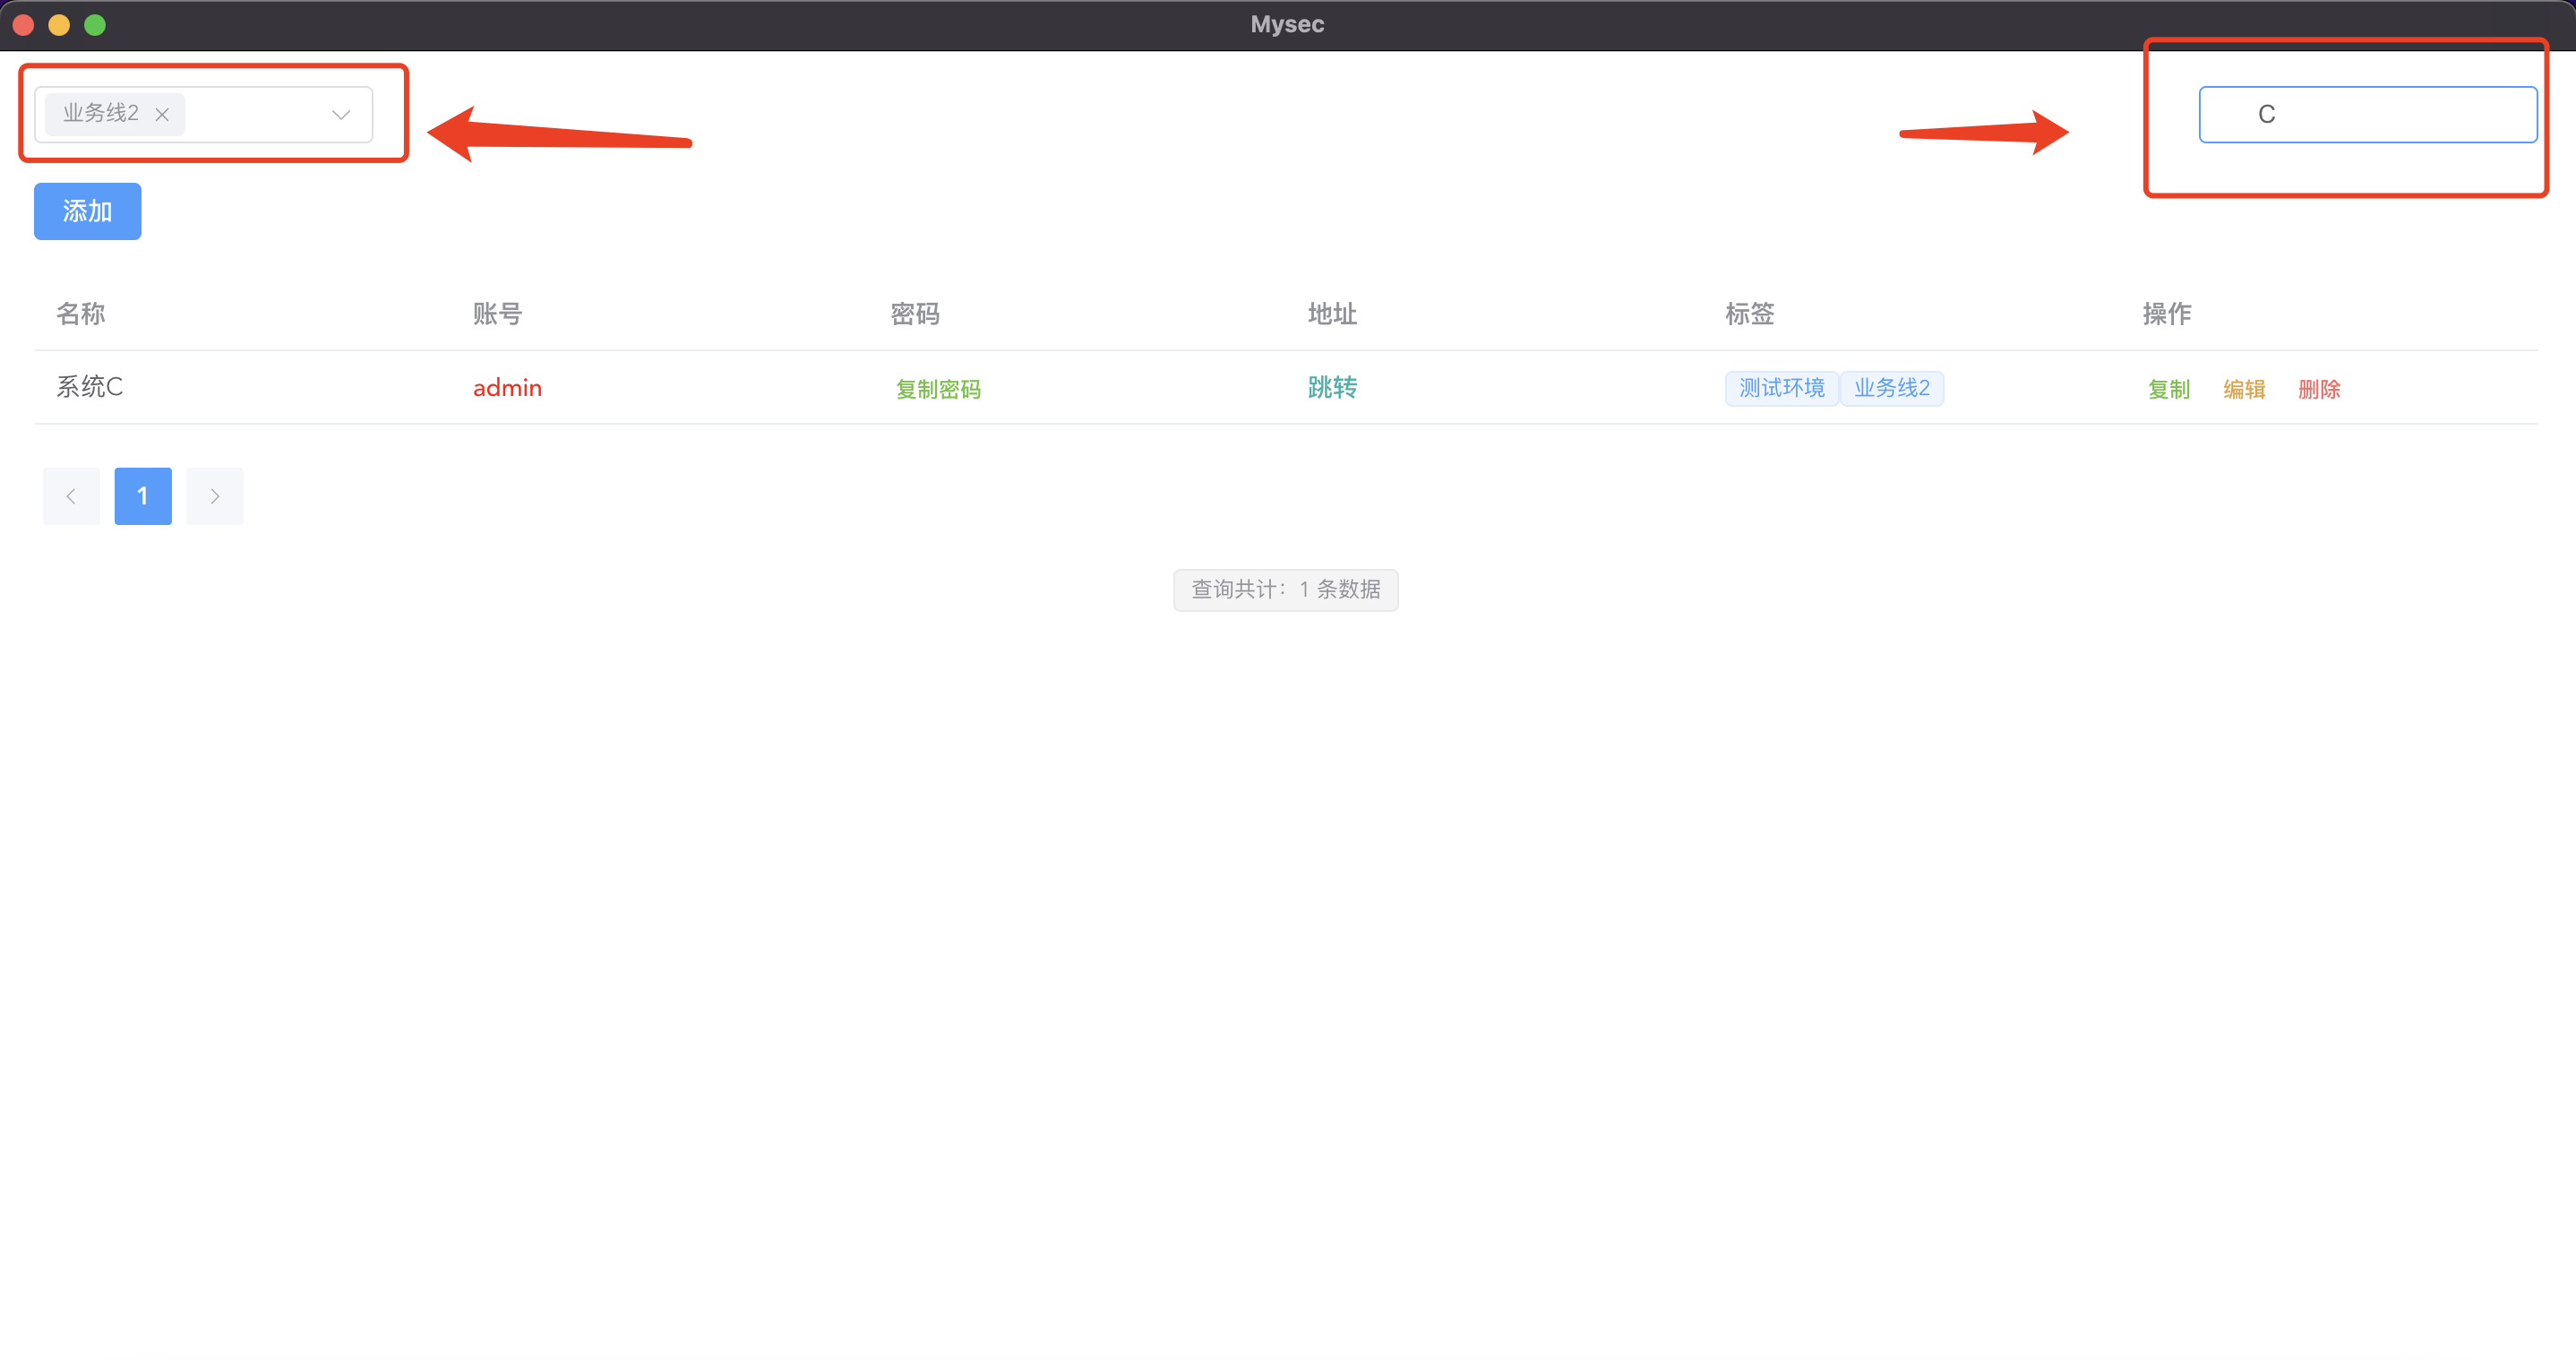 Mysec
业务线2
C
添加
名称 账号 密码 地址 标签 操作
系统C admin 复制密码 跳转 测试环境 业务线2 复制 编辑 删除
1
查询共计：1 条数据